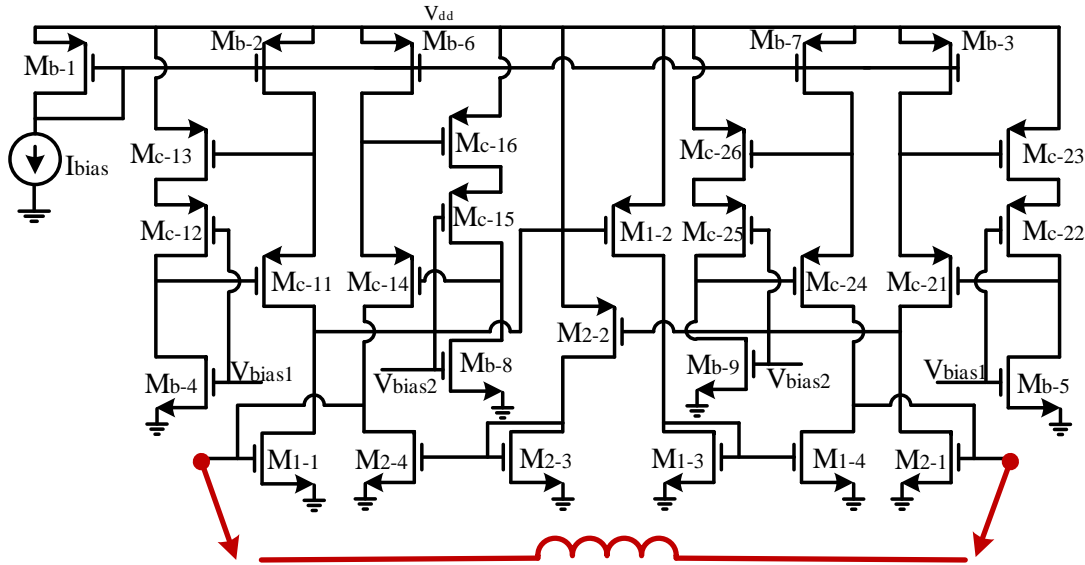 Vdd
Mb-1
Mb-2
Mb-6
Mb-7
Mb-3
Ibias
Mc-13
Mc-16
Mc-26
Mc-23
Mc-12
Mc-15
M1-2
Mc-25
Mc-22
Mc-11
Mc-14
Mc-24
Mc-21
M2-2
Mb-4
Vbias1
Vbias2
Mb-8
Mb-9
Vbias2
Vbias1
Mb-5
M1-1
M2-4
M2-3
M1-3
M1-4
M2-1